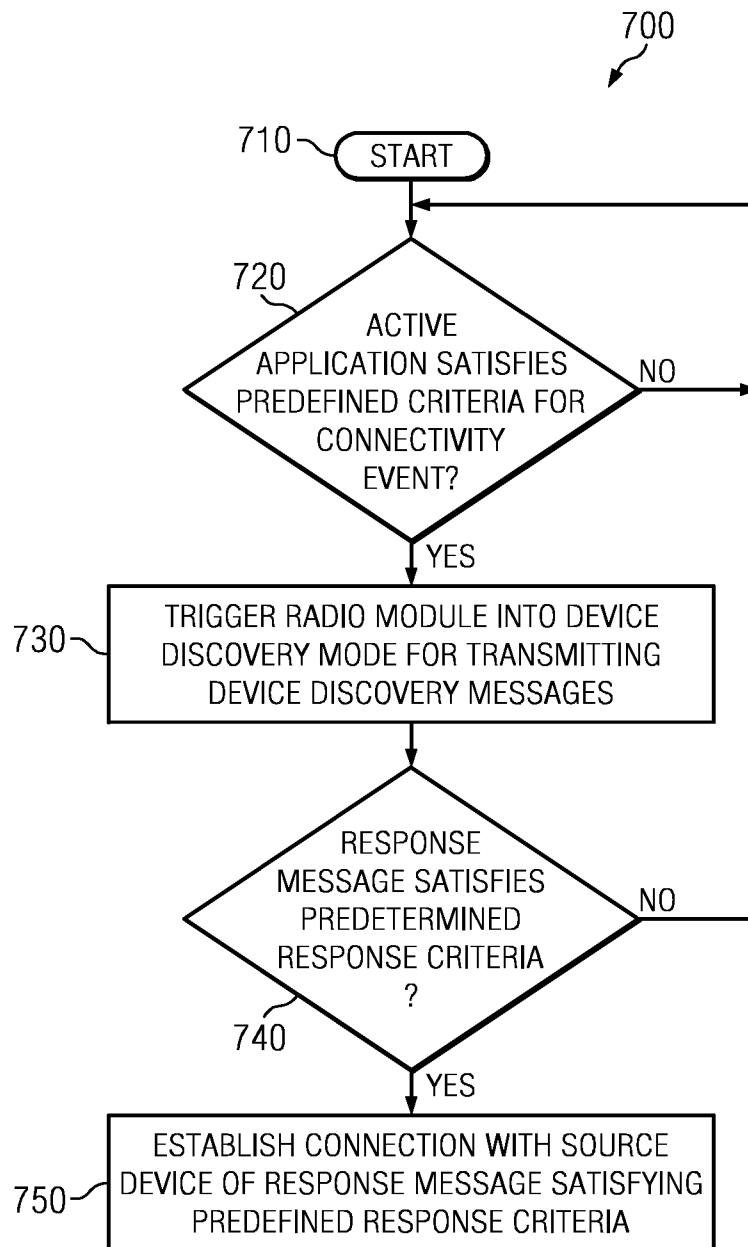 700
710
START
720
ACTIVE
APPLICATION SATISFIES
PREDEFINED CRITERIA FOR
CONNECTIVITY
EVENT?
NO
YES
730
TRIGGER RADIO MODULE INTO DEVICE
DISCOVERY MODE FOR TRANSMITTING
DEVICE DISCOVERY MESSAGES
RESPONSE
MESSAGE SATISFIES
PREDETERMINED
RESPONSE CRITERIA
?
NO
740
YES
750
ESTABLISH CONNECTION WITH SOURCE
DEVICE OF RESPONSE MESSAGE SATISFYING
PREDEFINED RESPONSE CRITERIA